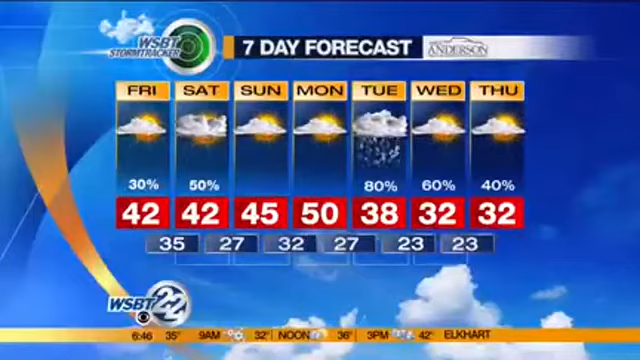 WSBT
STORMTRACKER
7 DAY FORECAST
ANDERSON
FRI SAT SUN MON TUE WED THU
30% 50% 80% 60% 40%
42 42 45 50 38 32 32
35 27 32 27 23 23
WSBT 22
6:46 35° 9AM 32° NOON 36° 3PM 42° ELKHART